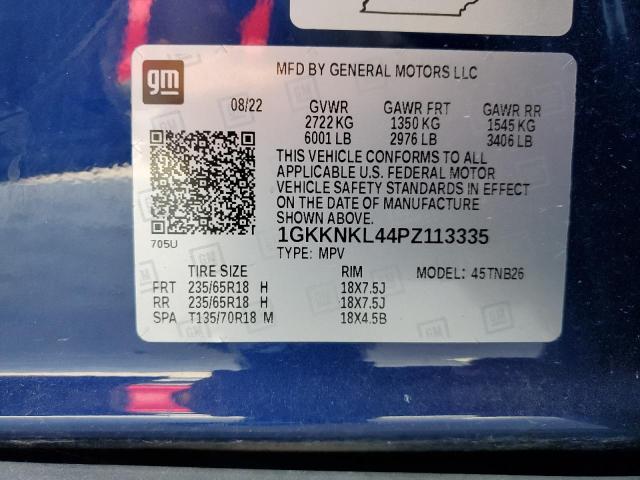 gm
MFD BY GENERAL MOTORS LLC
08/22 GVWR GAWR FRT GAWR RR
2722 KG 1350 KG 1545 KG
6001 LB 2976 LB 3406 LB
THIS VEHICLE CONFORMS TO ALL
APPLICABLE U.S. FEDERAL MOTOR
VEHICLE SAFETY STANDARDS IN EFFECT
ON THE DATE OF MANUFACTURE
SHOWN ABOVE. 1GKKNKL44PZ113335
705U TYPE: MPV
TIRE SIZE RIM MODEL: 45TNB26
FRT 235/65R18 H 18X7.5J
RR 235/65R18 H 18X7.5J
SPA T135/70R18 M 18X4.5B